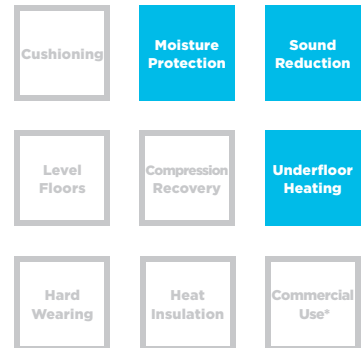 Cushioning
Moisture
Protection
Sound
Reduction
Level
Floors
Compression
Recovery
Underfloor
Heating
Hard
Wearing
Heat
Insulation
Commercial
Use*